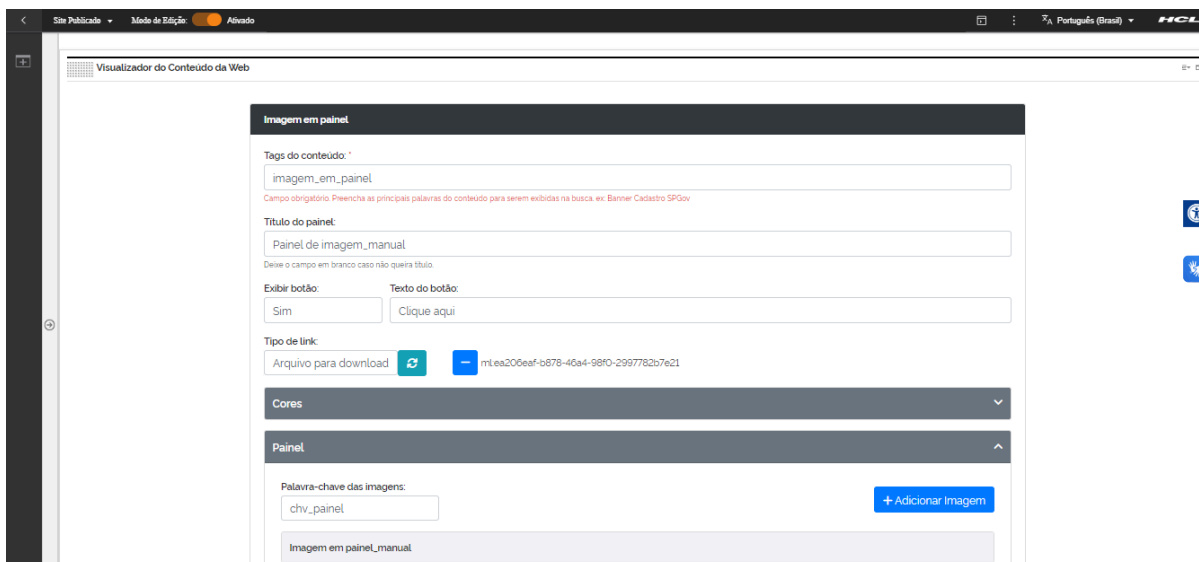 Site Publicado Modo de Edição: Ativado Português (Brasil) HCL
Visualizador do Conteúdo da Web
Imagem em painel
Tags do conteúdo: *
imagem_em_painel
Campo obrigatório. Preencha as principais palavras do conteúdo para serem exibidas na busca. ex: Banner Cadastro SPGov
Título do painel:
Painel de imagem_manual
Deixe o campo em branco caso não queira título.
Exibir botão: Texto do botão:
Sim Clique aqui
Tipo de link:
Arquivo para download ml:ea206eaf-b878-46a4-98f0-2997782b7e21
Cores
Painel
Palavra-chave das imagens:
chv_painel + Adicionar Imagem
Imagem em painel_manual